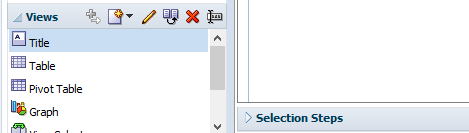 Views
Title
Table
Pivot Table
Graph
Selection Steps